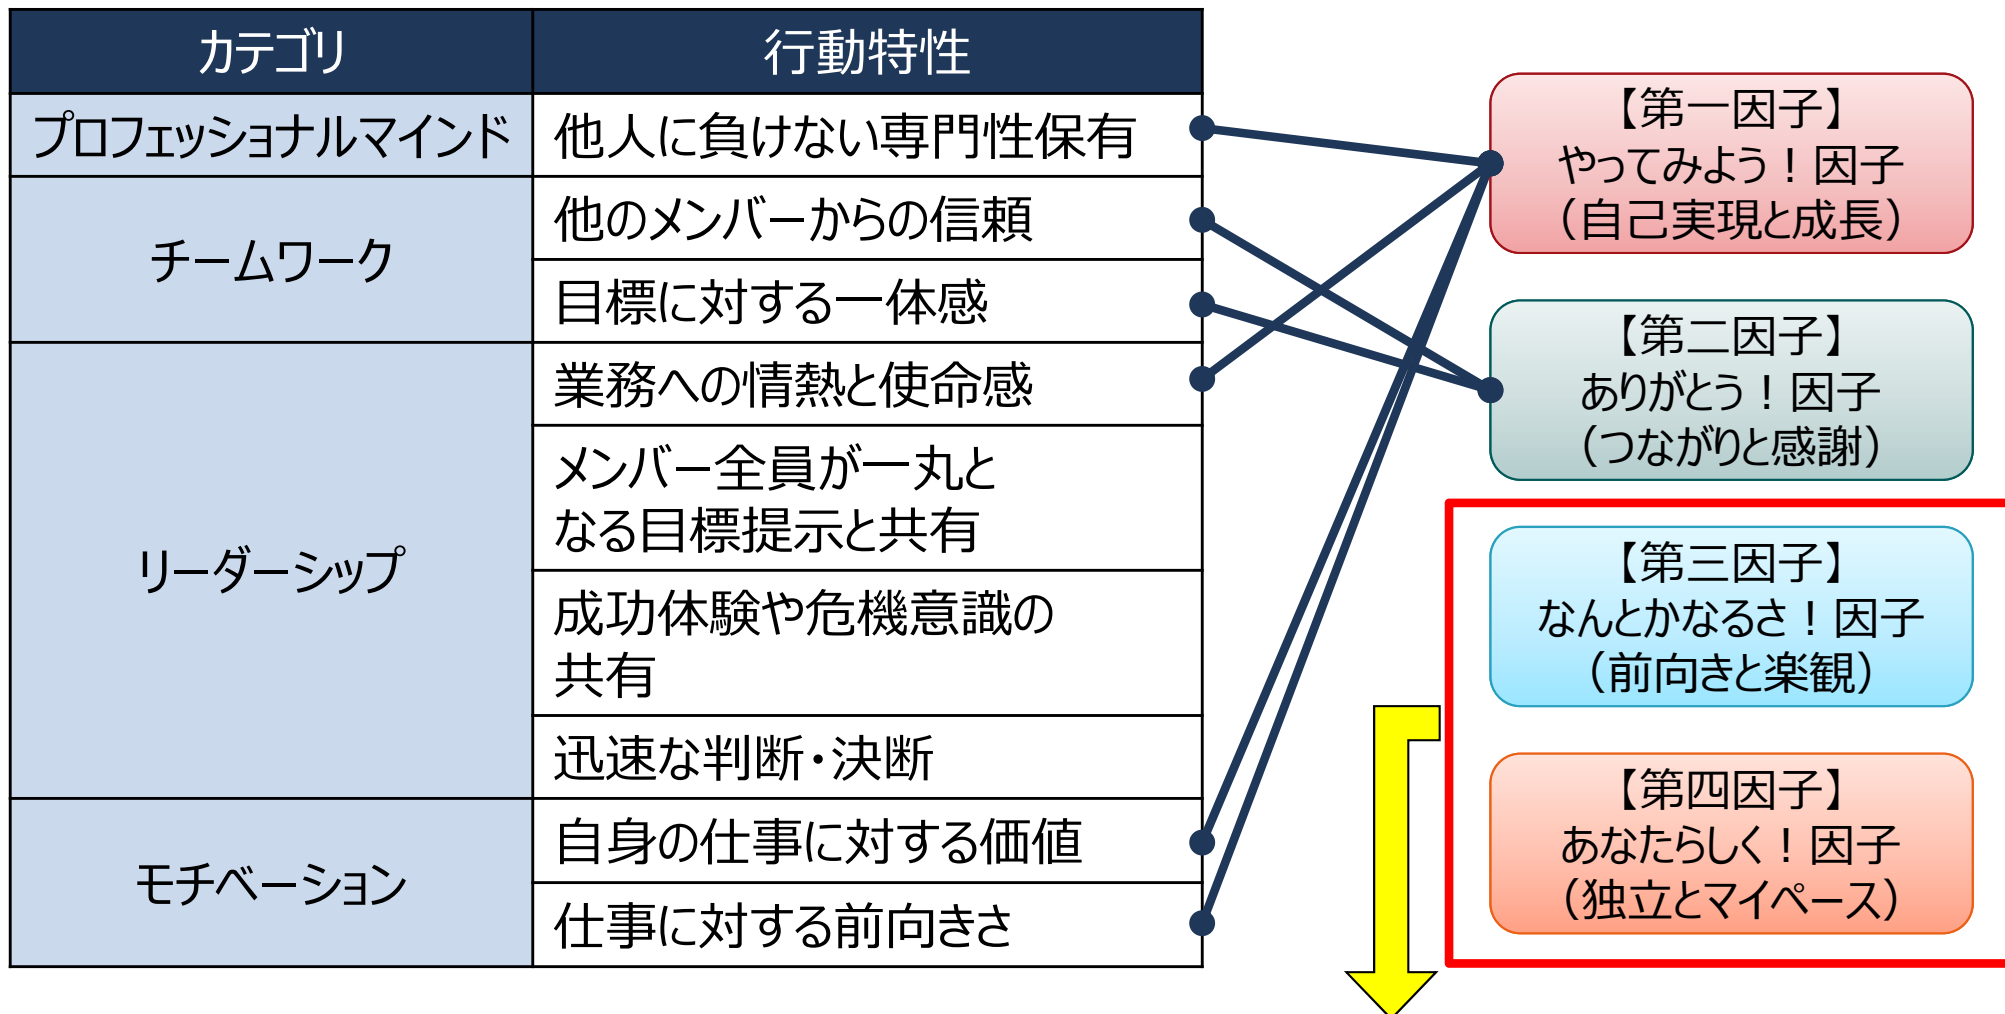 カテゴリ
行動特性
プロフェッショナルマインド
他人に負けない専門性保有
チームワーク
他のメンバーからの信頼
目標に対する一体感
リーダーシップ
業務への情熱と使命感
メンバー全員が一丸と
なる目標提示と共有
成功体験や危機意識の
共有
迅速な判断・決断
モチベーション
自身の仕事に対する価値
仕事に対する前向きさ
【第一因子】
やってみよう！因子
（自己実現と成長）
【第二因子】
ありがとう！因子
（つながりと感謝）
【第三因子】
なんとかなるさ！因子
（前向きと楽観）
【第四因子】
あなたらしく！因子
（独立とマイペース）